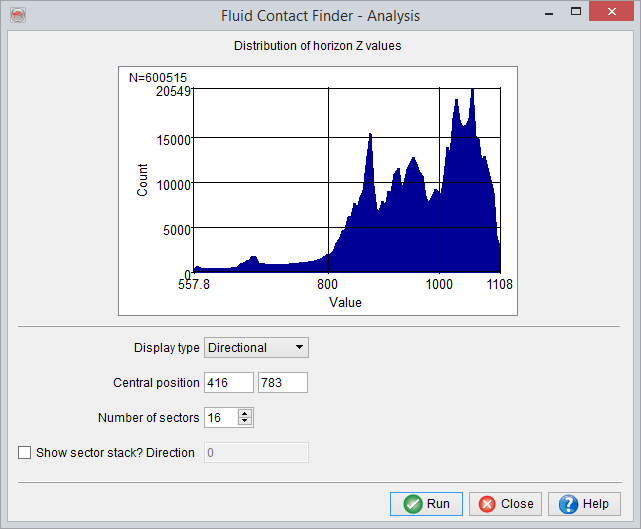 Fluid Contact Finder - Analysis
Distribution of horizon Z values
N=600515
20549
15000
10000
5000
0
Count
557.8 800 1000 1108
Value
Display type Directional
Central position 416 783
Number of sectors 16
Show sector stack? Direction 0
Run Close Help